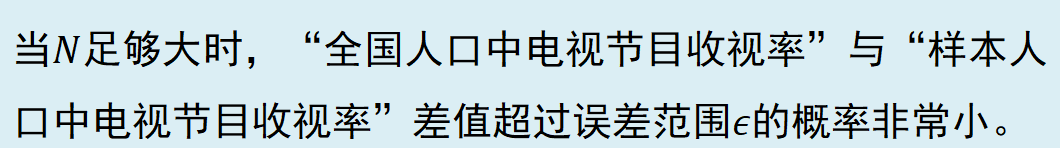 当N足够大时，“全国人口中电视节目收视率”与“样本人
口中电视节目收视率”差值超过误差范围ϵ的概率非常小。